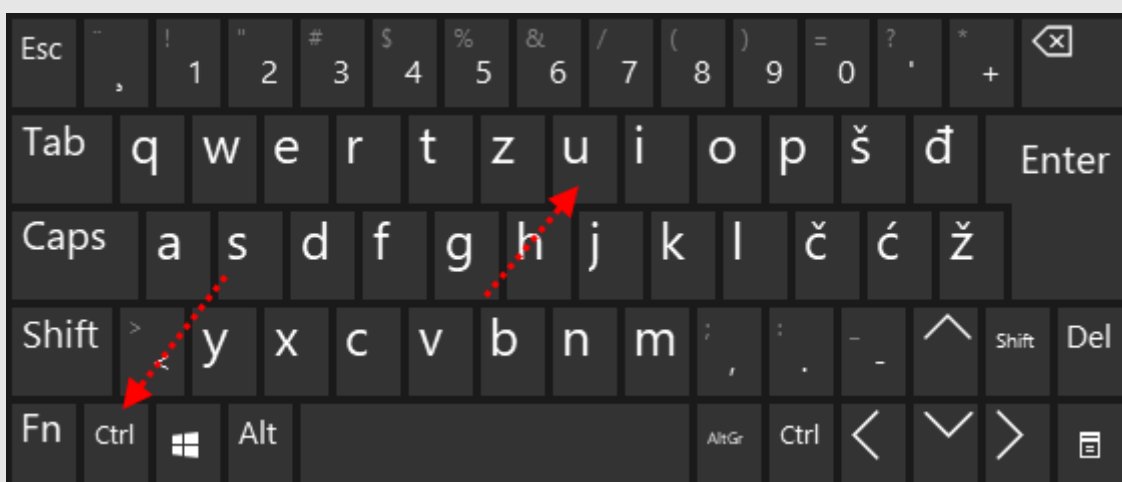 Esc ¨ ¸ ! 1 " 2 # 3 $ 4 % 5 & 6 / 7 ( 8 ) 9 = 0 ? ' * +
Tab q w e r t z u i o p š đ Enter
Caps a s d f g h j k l č ć ž
Shift > < y x c v b n m ; , : . _ - Shift Del
Fn Ctrl Alt AltGr Ctrl